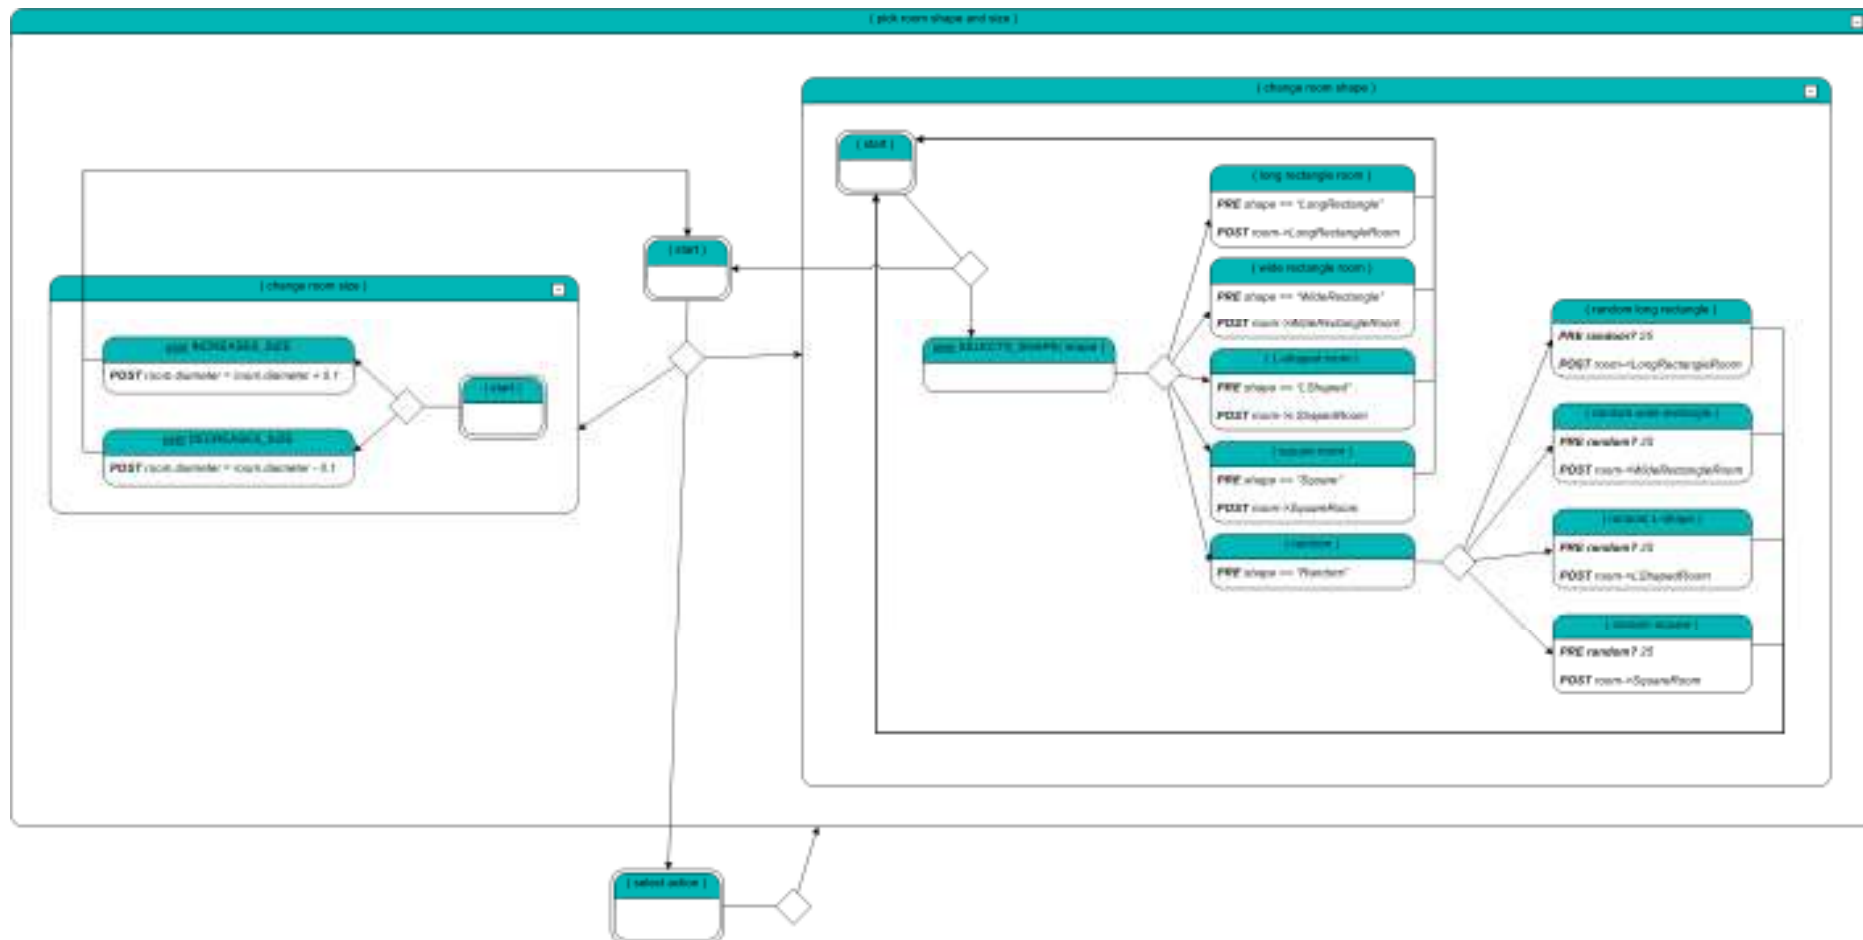 ( pick room shape and size )
( change room shape )
( start )
( long rectangle room )
PRE shape == "LongRectangle"
POST room->LongRectangleRoom
( start )
( wide rectangle room )
PRE shape == "WideRectangle"
POST room->WideRectangleRoom
( change room size )
( random long rectangle )
PRE random? 25
POST room->LongRectangleRoom
INCREASES_SIZE
POST room.diameter = room.diameter + 0.1
SELECTS_SHAPE( shape )
( L-shaped room )
PRE shape == "LShaped"
POST room->LShapedRoom
( start )
( random wide rectangle )
PRE random? 25
POST room->WideRectangleRoom
DECREASES_SIZE
POST room.diameter = room.diameter - 0.1
( square room )
PRE shape == "Square"
POST room->SquareRoom
( random L-shape )
PRE random? 25
POST room->LShapedRoom
( random )
PRE shape == "Random"
( random square )
PRE random? 25
POST room->SquareRoom
( select action )